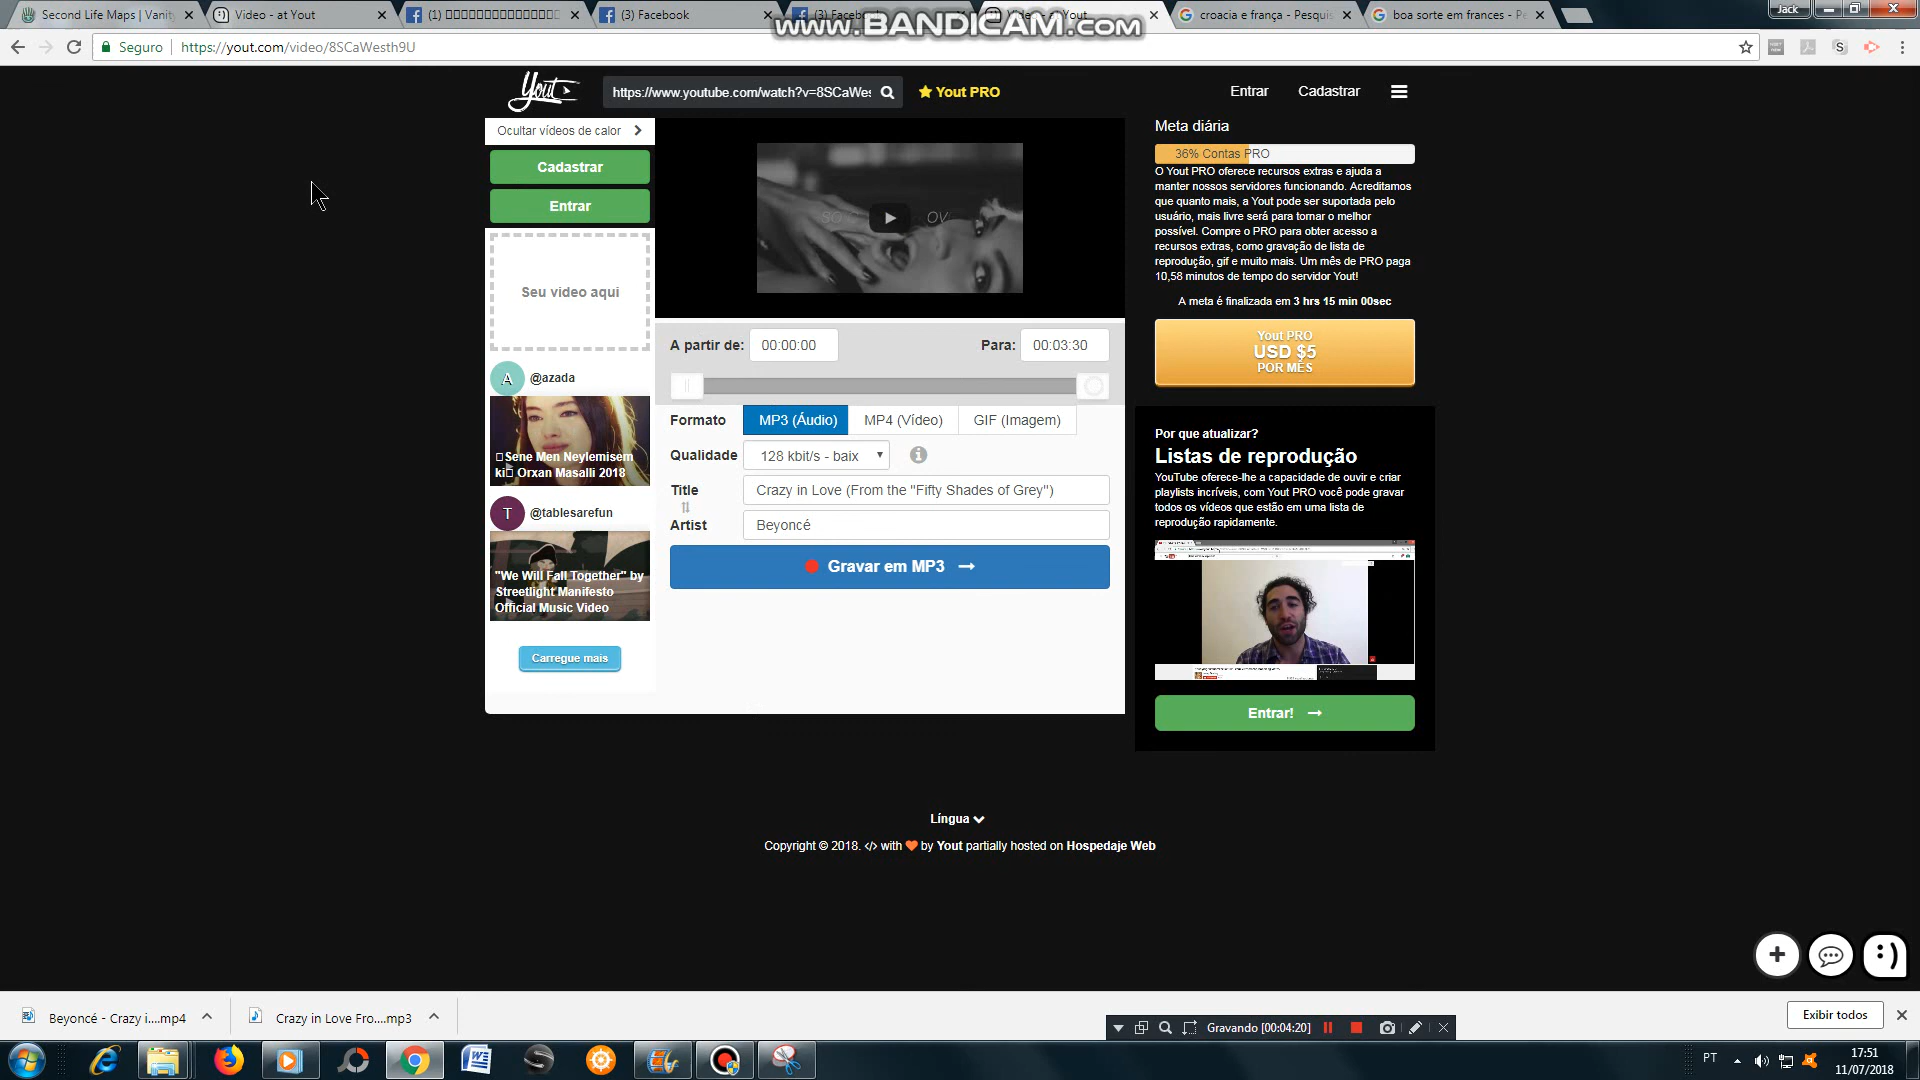 Second Life Maps | Vanity
Video - at Yout
(3) Facebook
croacia e frança - Pesquis
boa sorte em frances - Pe
Jack
www.BANDICAM.com
Seguro
https://yout.com/video/8SCaWesth9U
Yout
https://www.youtube.com/watch?v=8SCaWes
Yout PRO
Entrar
Cadastrar
Ocultar vídeos de calor
Cadastrar
Entrar
Seu video aqui
A
@azada
Sene Men Neylemisem
ki Orxan Masalli 2018
T
@tablesarefun
"We Will Fall Together" by
Streetlight Manifesto
Official Music Video
Carregue mais
A partir de:
00:00:00
Para:
00:03:30
Formato
MP3 (Áudio)
MP4 (Vídeo)
GIF (Imagem)
Qualidade
128 kbit/s - baix
Title
Crazy in Love (From the "Fifty Shades of Grey")
Artist
Beyoncé
Gravar em MP3
Meta diária
36% Contas PRO
O Yout PRO oferece recursos extras e ajuda a
manter nossos servidores funcionando. Acreditamos
que quanto mais, a Yout pode ser suportada pelo
usuário, mais livre será para tornar o melhor
possível. Compre o PRO para obter acesso a
recursos extras, como gravação de lista de
reprodução, gif e muito mais. Um mês de PRO paga
10,58 minutos de tempo do servidor Yout!
A meta é finalizada em 3 hrs 15 min 00sec
Yout PRO
USD $5
POR MÊS
Por que atualizar?
Listas de reprodução
YouTube oferece-lhe a capacidade de ouvir e criar
playlists incríveis, com Yout PRO você pode gravar
todos os vídeos que estão em uma lista de
reprodução rapidamente.
Entrar!
Língua
Copyright © 2018. </> with by Yout partially hosted on Hospedaje Web
:)
Beyoncé - Crazy i....mp4
Crazy in Love Fro....mp3
Exibir todos
Gravando [00:04:20]
PT
17:51
11/07/2018